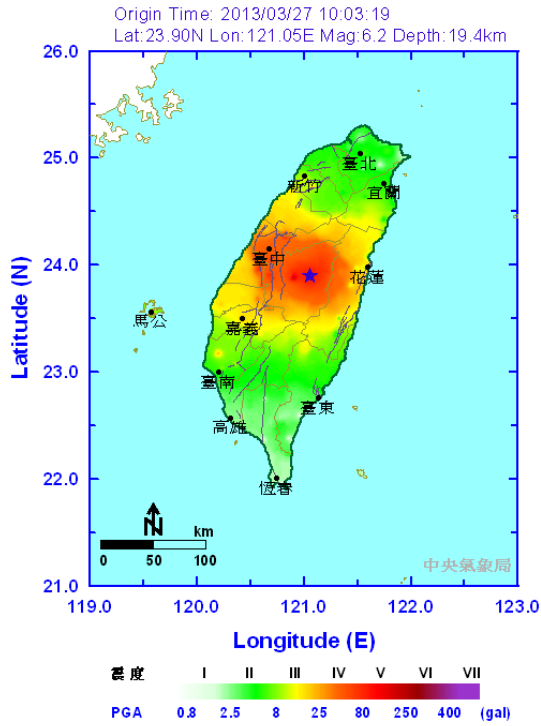 Origin Time: 2013/03/27 10:03:19
Lat:23.90N Lon:121.05E Mag:6.2 Depth:19.4km
26.0
25.0
24.0
23.0
22.0
21.0
Latitude (N)
臺北
新竹
宜蘭
臺中
花蓮
馬公
嘉義
臺南
臺東
高雄
恆春
N
km
0 50 100
中央氣象局
119.0 120.0 121.0 122.0 123.0
Longitude (E)
震度 I II III IV V VI VII
PGA 0.8 2.5 8 25 80 250 400 (gal)